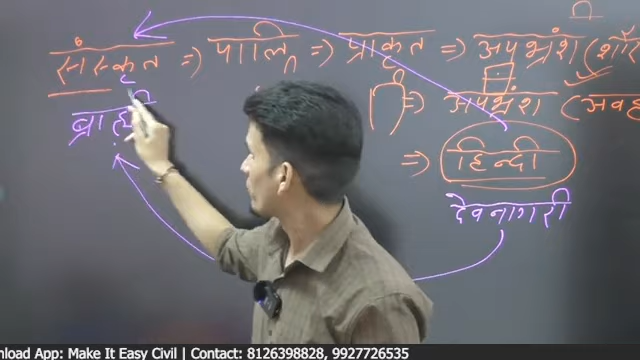 संस्कृत => पालि => प्राकृत => अपभ्रंश (शौर
=> अपभ्रंश (अवह
=> हिन्दी
देवनागरी
nload App: Make It Easy Civil | Contact: 8126398828, 9927726535